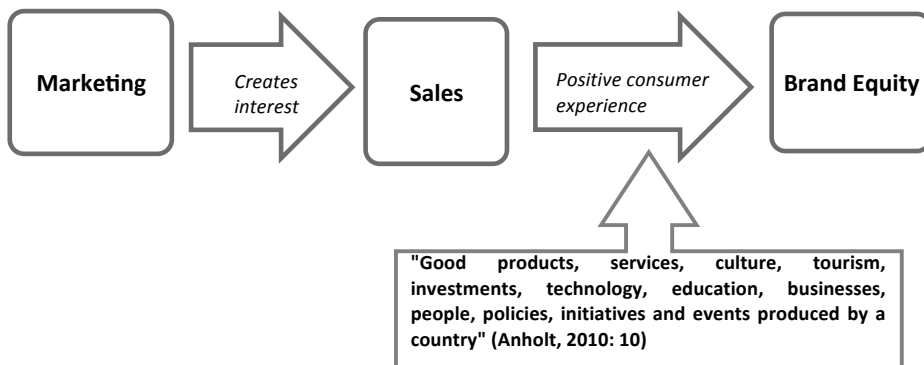 Marketing
Creates
interest
Sales
Positive consumer
experience
Brand Equity
"Good products, services, culture, tourism,
investments, technology, education, businesses,
people, policies, initiatives and events produced by a
country" (Anholt, 2010: 10)